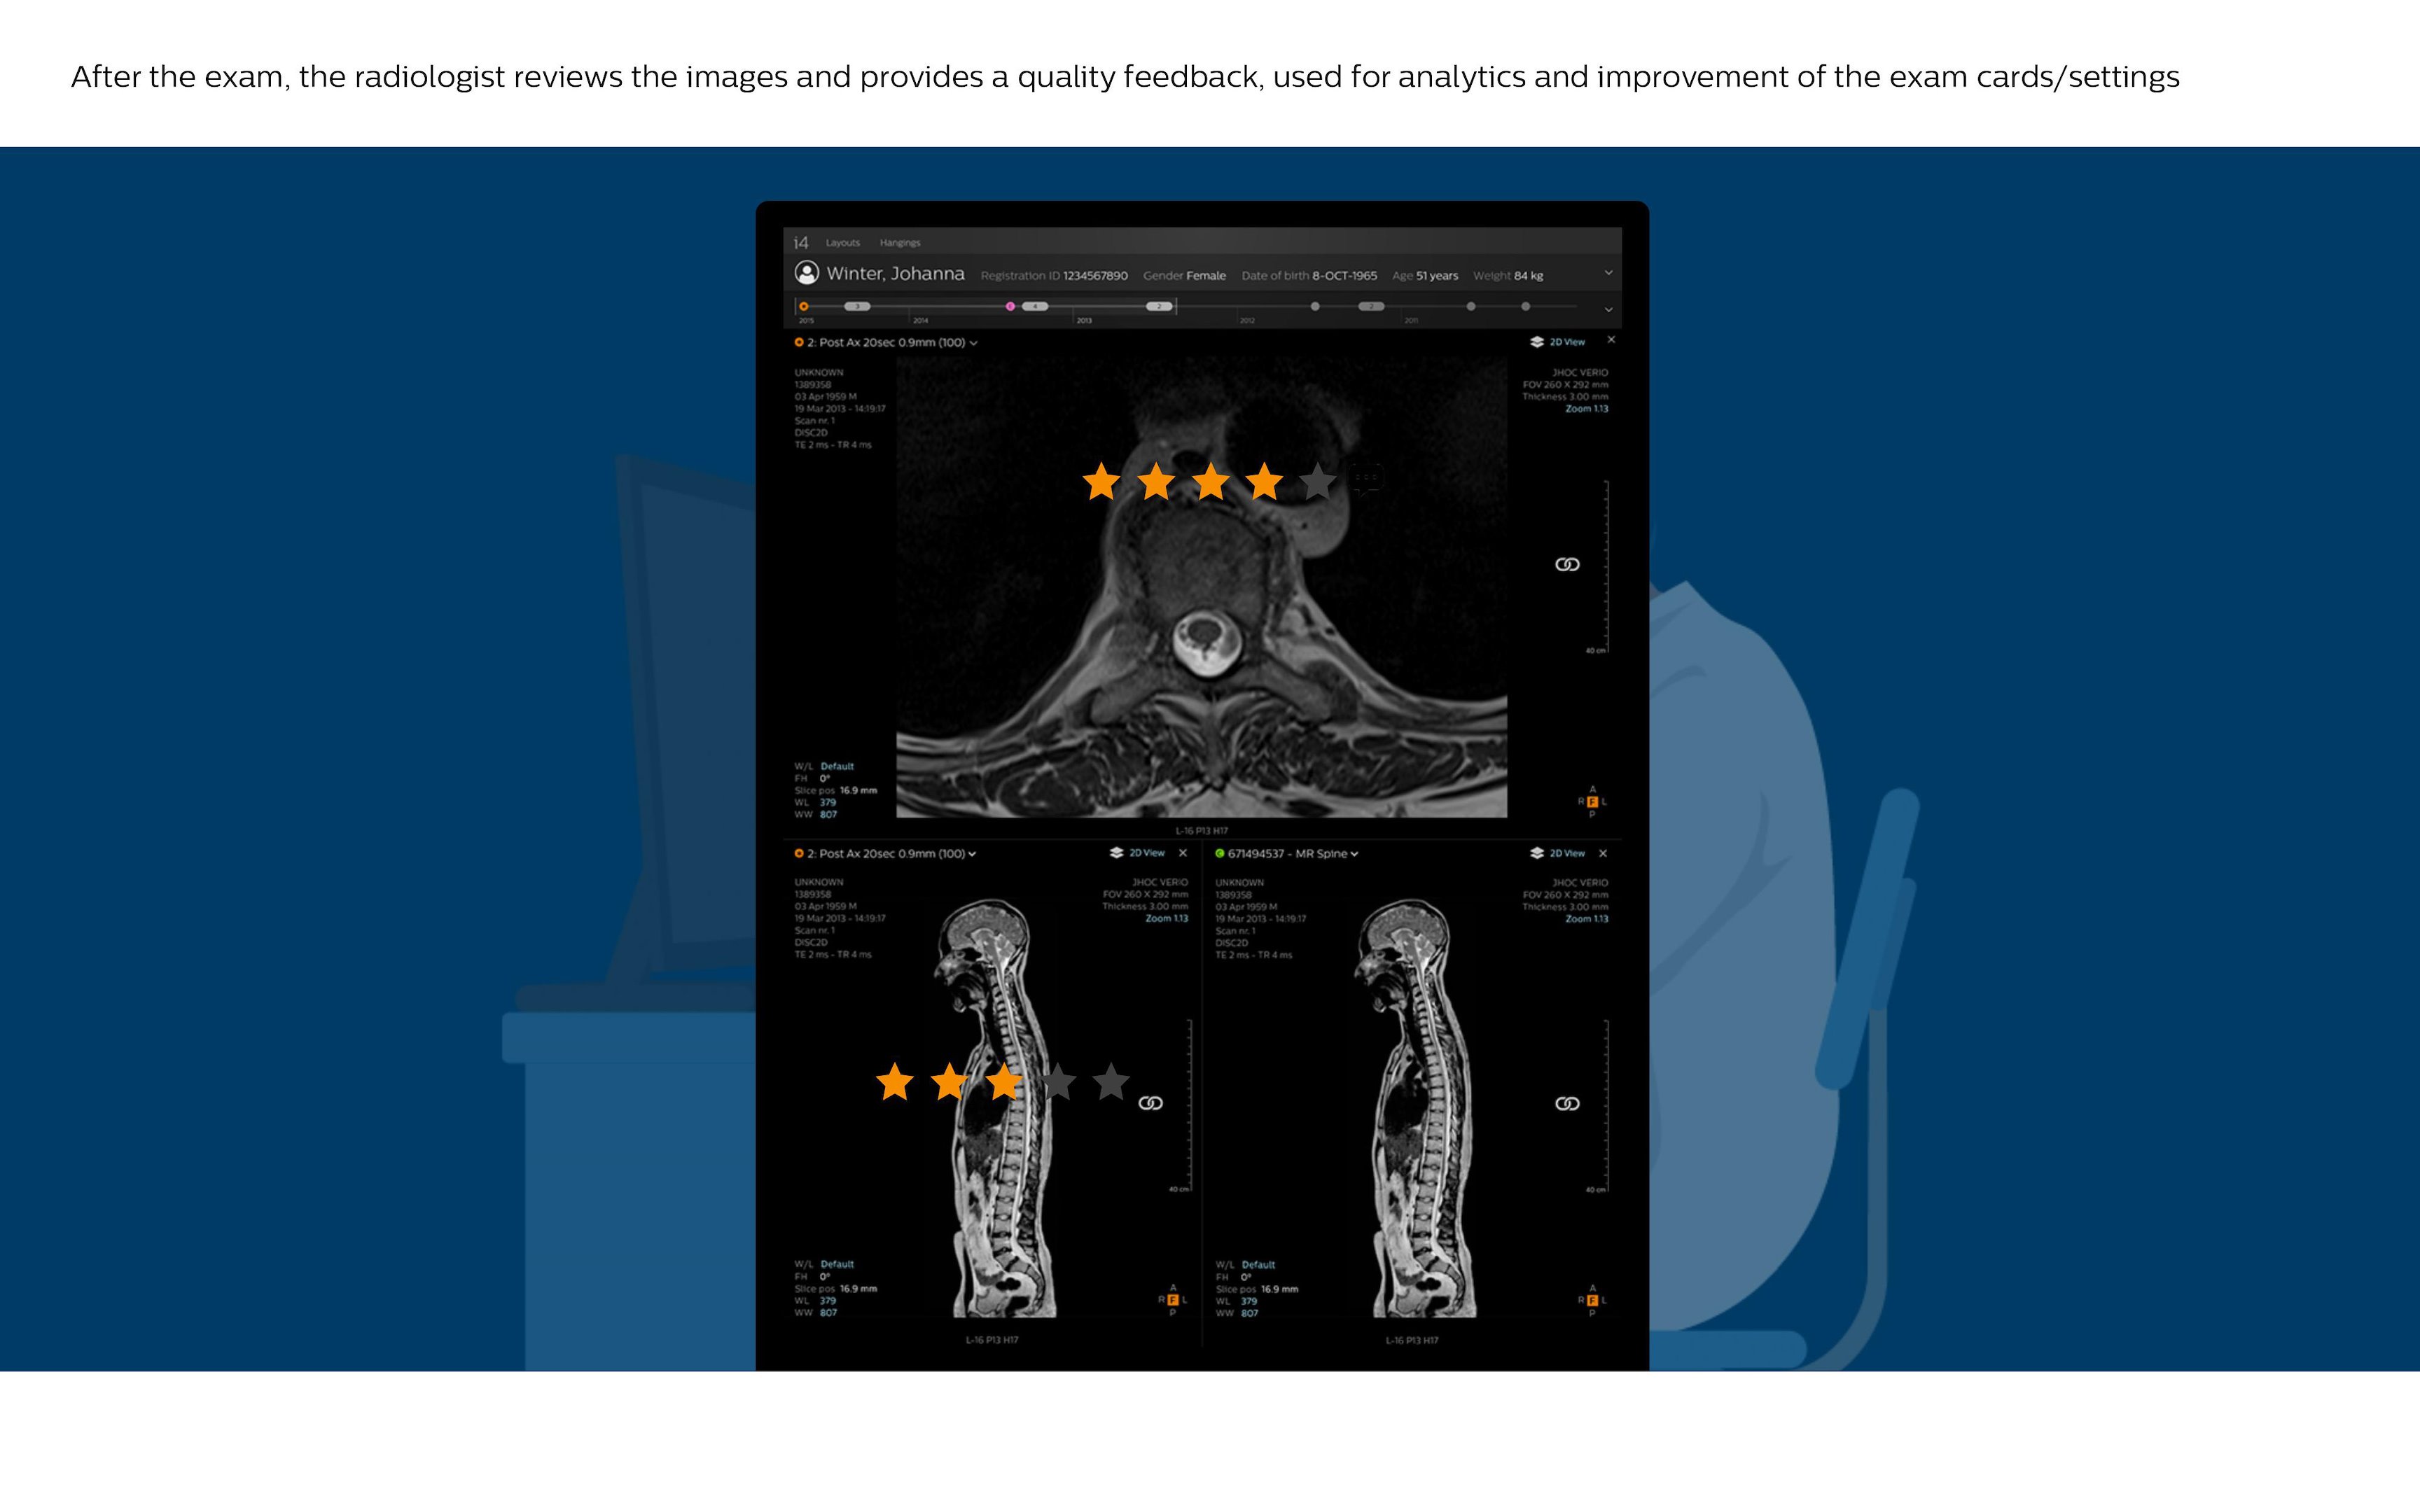 After the exam, the radiologist reviews the images and provides a quality feedback, used for analytics and improvement of the exam cards/settings
i4 Layouts Hangings
Winter, Johanna Registration ID 1234567890 Gender Female Date of birth 8-OCT-1965 Age 51 years Weight 84 kg
3 4 2 2
2015 2014 2013 2012 2011
2: Post Ax 20sec 0.9mm (100) 2D View
UNKNOWN
1389358
03 Apr 1959 M
19 Mar 2013 - 14:19:17
Scan nr. 1
DISC2D
TE 2 ms - TR 4 ms
JHOC VERIO
FOV 260 X 292 mm
Thickness 3.00 mm
Zoom 1.13
40 cm
W/L Default
FH 0°
Slice pos 16.9 mm
WL 379
WW 807
A
R F L
P
L-16 P13 H17
2: Post Ax 20sec 0.9mm (100) 2D View
UNKNOWN
1389358
03 Apr 1959 M
19 Mar 2013 - 14:19:17
Scan nr. 1
DISC2D
TE 2 ms - TR 4 ms
JHOC VERIO
FOV 260 X 292 mm
Thickness 3.00 mm
Zoom 1.13
40 cm
W/L Default
FH 0°
Slice pos 16.9 mm
WL 379
WW 807
A
R F L
P
L-16 P13 H17
C 671494537 - MR Spine 2D View
UNKNOWN
1389358
03 Apr 1959 M
19 Mar 2013 - 14:19:17
Scan nr. 1
DISC2D
TE 2 ms - TR 4 ms
JHOC VERIO
FOV 260 X 292 mm
Thickness 3.00 mm
Zoom 1.13
40 cm
W/L Default
FH 0°
Slice pos 16.9 mm
WL 379
WW 807
A
R F L
P
L-16 P13 H17